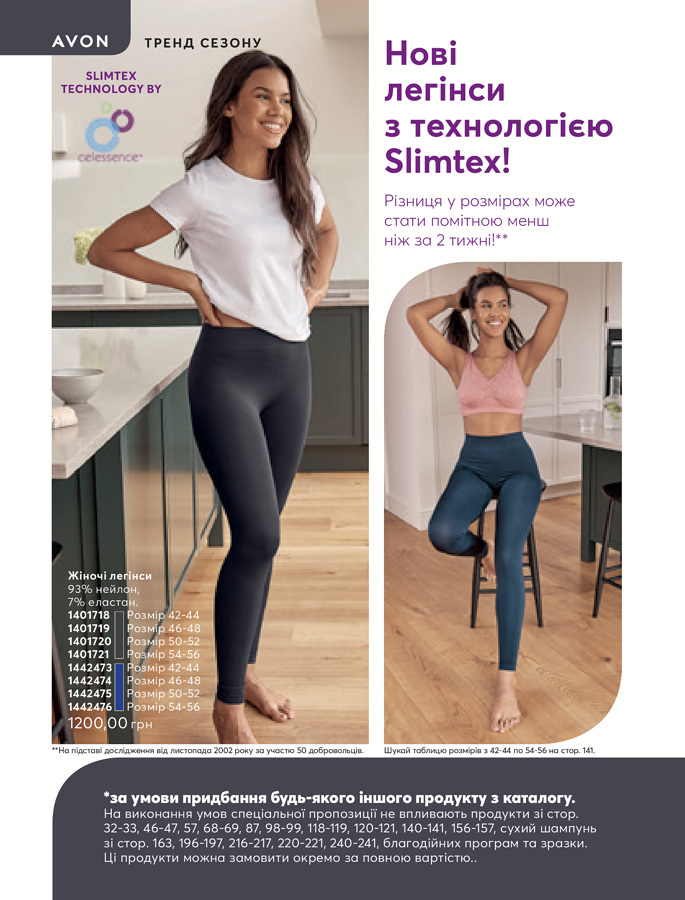 AVON
ТРЕНД СЕЗОНУ
SLIMTEX
TECHNOLOGY BY
celessence™
Нові
легінси
з технологією
Slimtex!
Різниця у розмірах може
стати помітною менш
ніж за 2 тижні!**
Жіночі легінси
93% нейлон,
7% еластан.
1401718 Розмір 42-44
1401719 Розмір 46-48
1401720 Розмір 50-52
1401721 Розмір 54-56
1442473 Розмір 42-44
1442474 Розмір 46-48
1442475 Розмір 50-52
1442476 Розмір 54-56
1200,00 грн
**На підставі дослідження від листопада 2002 року за участю 50 добровольців.
Шукай таблицю розмірів з 42-44 по 54-56 на стор. 141.
*за умови придбання будь-якого іншого продукту з каталогу.
На виконання умов спеціальної пропозиції не впливають продукти зі стор.
32-33, 46-47, 57, 68-69, 87, 98-99, 118-119, 120-121, 140-141, 156-157, сухий шампунь
зі стор. 163, 196-197, 216-217, 220-221, 240-241, благодійних програм та зразки.
Ці продукти можна замовити окремо за повною вартістю..